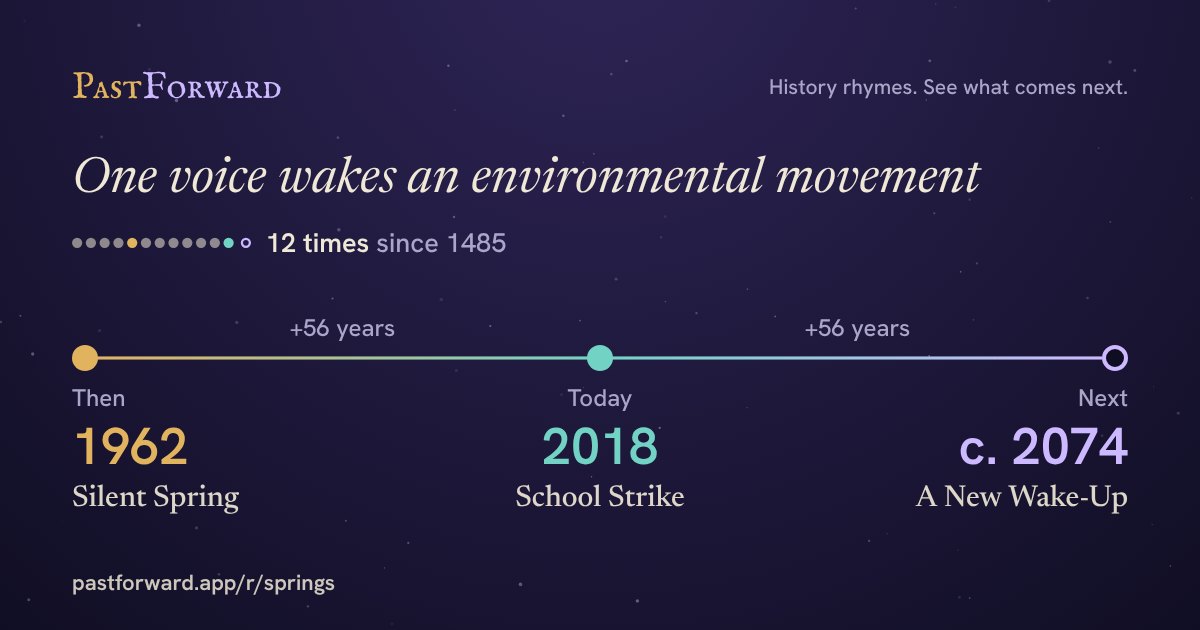 PastForward
History rhymes. See what comes next.
One voice wakes an environmental movement
12 times since 1485
+56 years
+56 years
Then
Today
Next
1962
2018
c. 2074
Silent Spring
School Strike
A New Wake-Up
pastforward.app/r/springs